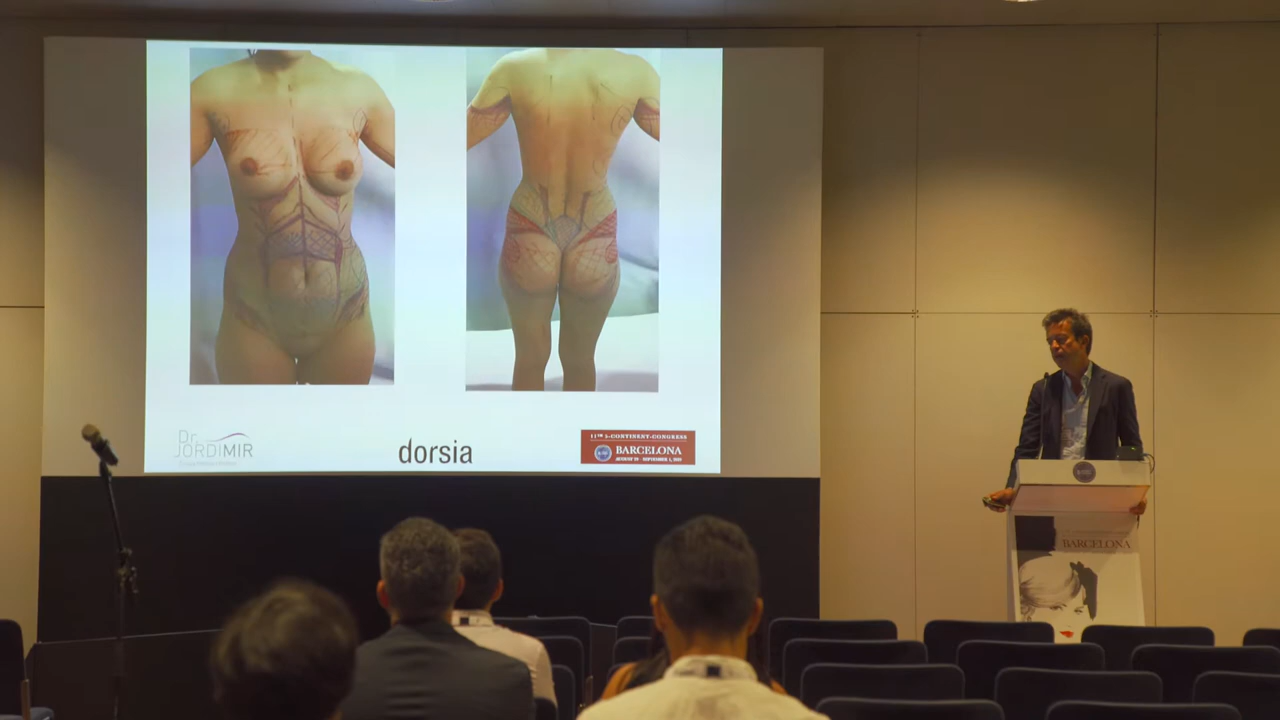 Dr.
JORDIMIR
dorsia
11TH 5-CONTINENT-CONGRESS
BARCELONA
BARCELONA